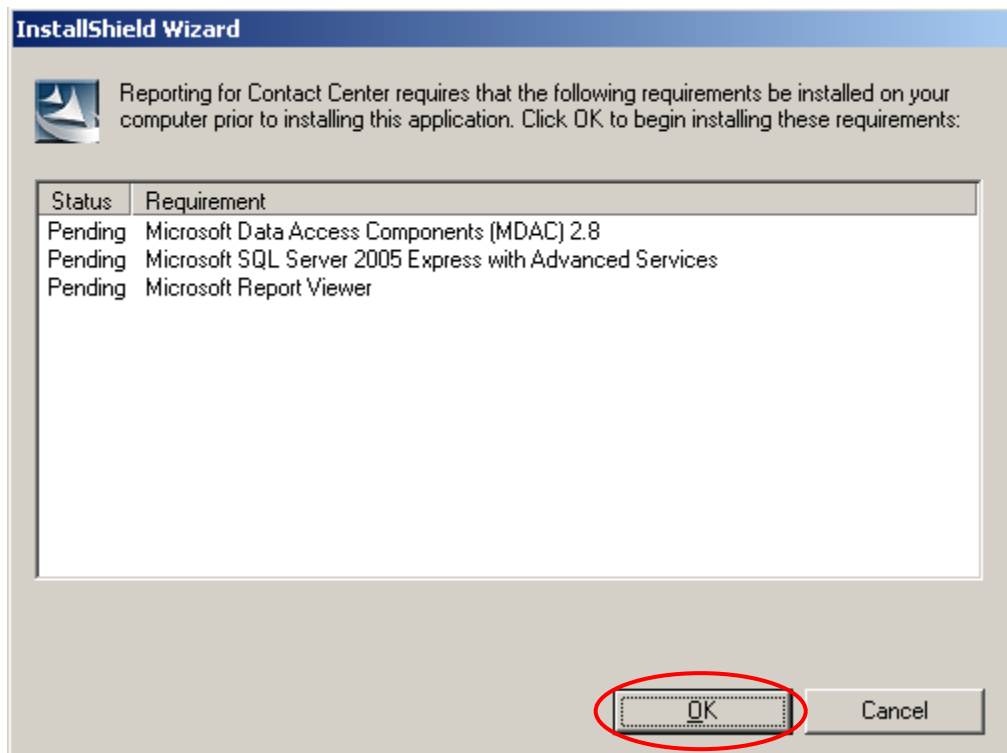 InstallShield Wizard
Reporting for Contact Center requires that the following requirements be installed on your
computer prior to installing this application. Click OK to begin installing these requirements:
Status Requirement
Pending Microsoft Data Access Components (MDAC) 2.8
Pending Microsoft SQL Server 2005 Express with Advanced Services
Pending Microsoft Report Viewer
OK Cancel